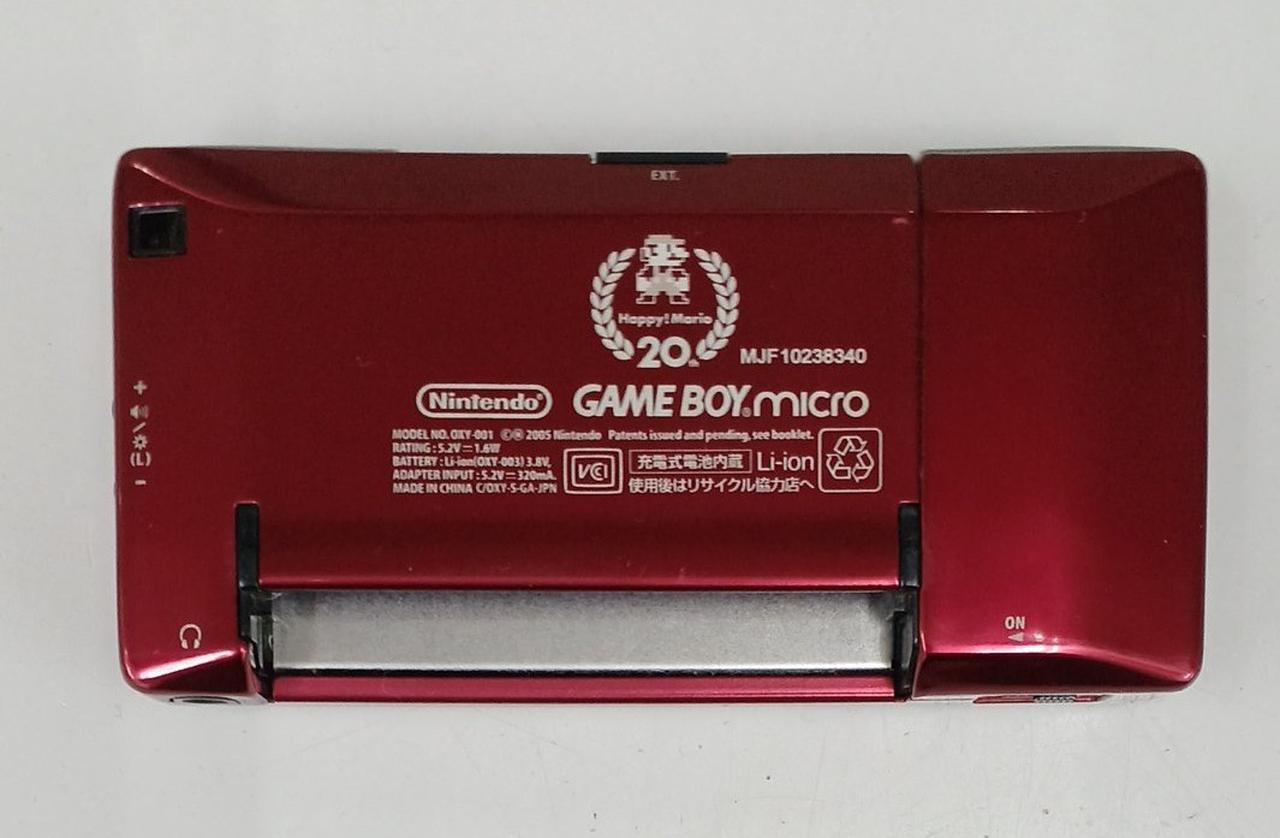 EXT.
Happy! Mario
20
MJF10238340
Nintendo®
GAME BOY® micro
MODEL NO. OXY-001 ©Ⓜ 2005 Nintendo Patents issued and pending, see booklet.
RATING : 5.2V⎓1.6W
BATTERY : Li-ion(OXY-003) 3.8V,
ADAPTER INPUT : 5.2V⎓320mA.
MADE IN CHINA C/OXY-S-GA-JPN
VCI
充電式電池内蔵 Li-ion
使用後はリサイクル協力店へ
ON